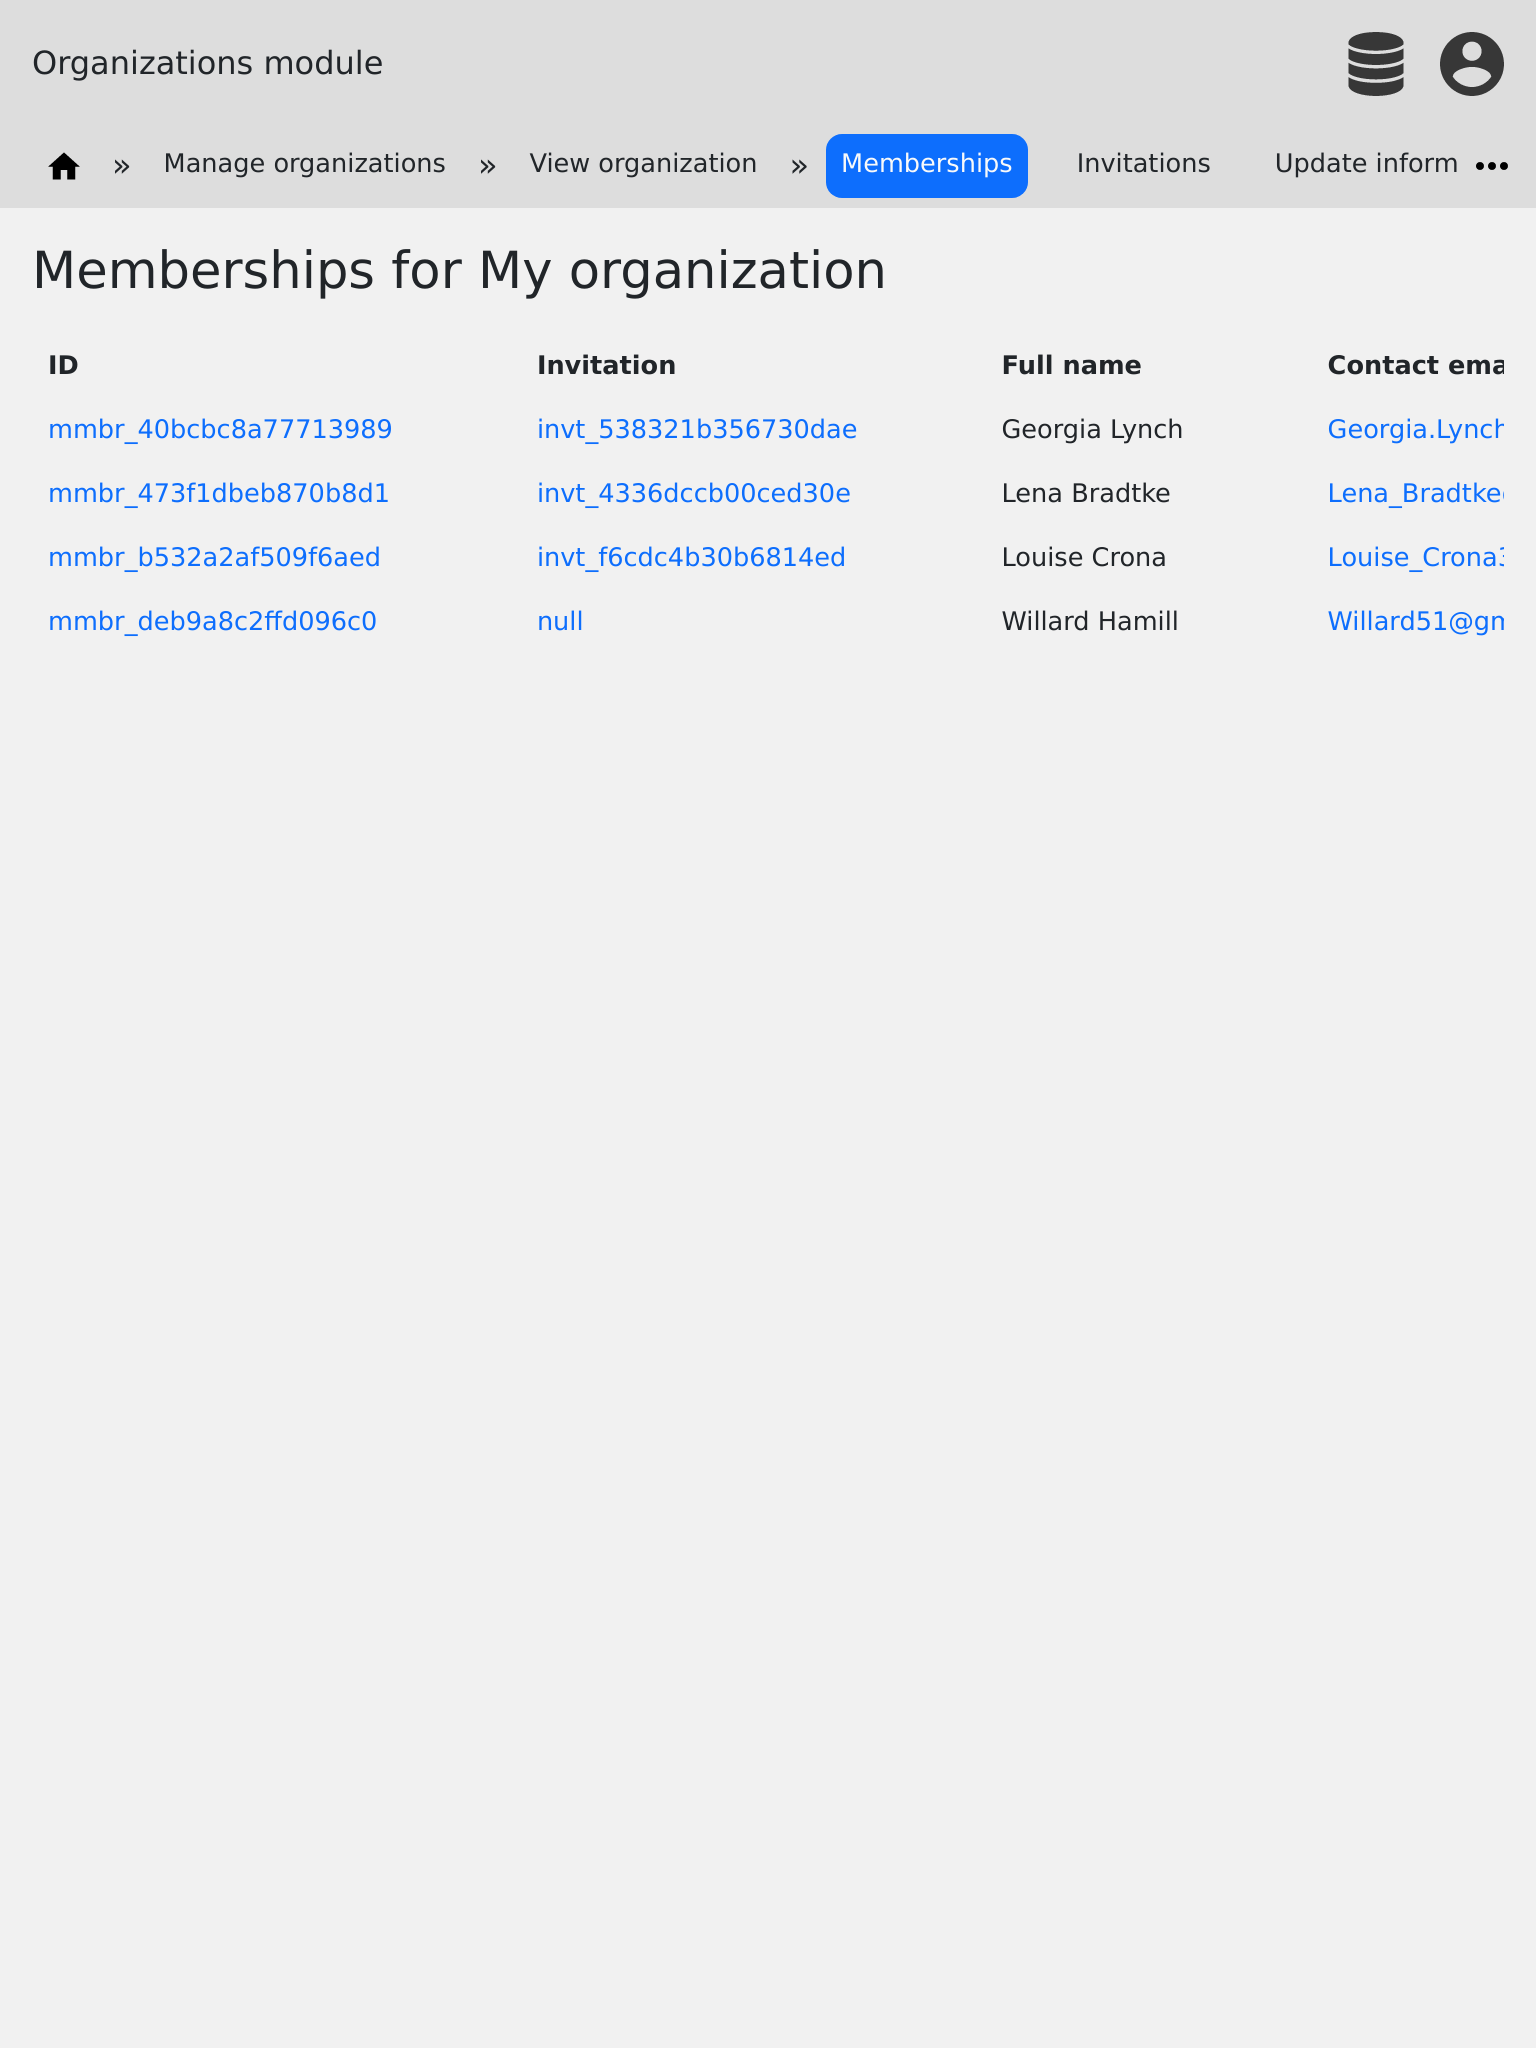 Organizations module
» Manage organizations » View organization » Memberships Invitations Update inform
Memberships for My organization
ID Invitation Full name Contact ema
mmbr_40bcbc8a77713989 invt_538321b356730dae Georgia Lynch Georgia.Lynch
mmbr_473f1dbeb870b8d1 invt_4336dccb00ced30e Lena Bradtke Lena_Bradtke
mmbr_b532a2af509f6aed invt_f6cdc4b30b6814ed Louise Crona Louise_Crona3
mmbr_deb9a8c2ffd096c0 null Willard Hamill Willard51@gm